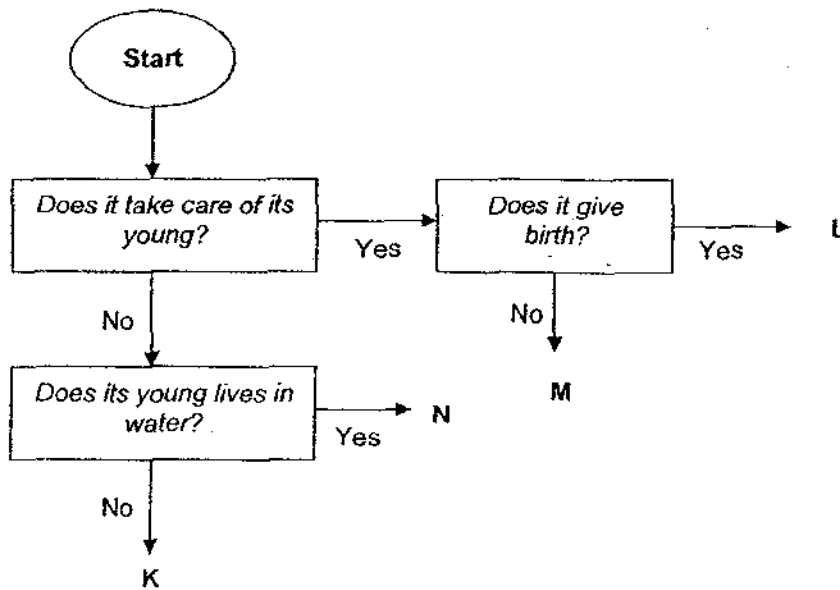 Start
Does it take care of its
young?
Yes
Does it give
birth?
Yes
L
No
No
M
Does its young lives in
water?
Yes
N
No
K